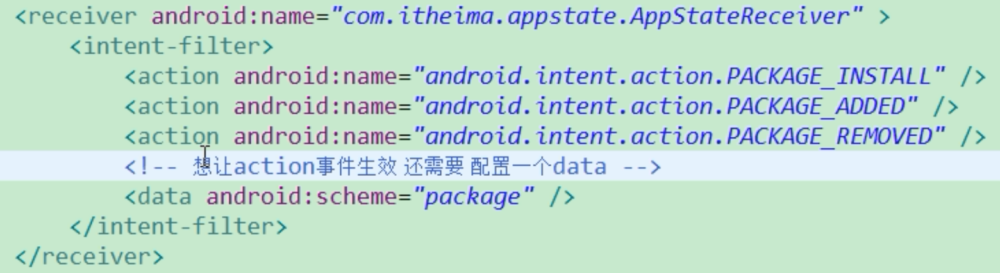 <receiver android:name="com.itheima.appstate.AppStateReceiver" >
<intent-filter>
<action android:name="android.intent.action.PACKAGE_INSTALL" />
<action android:name="android.intent.action.PACKAGE_ADDED" />
<action android:name="android.intent.action.PACKAGE_REMOVED" />
<!-- 想让action事件生效 还需要 配置一个data -->
<data android:scheme="package" />
</intent-filter>
</receiver>